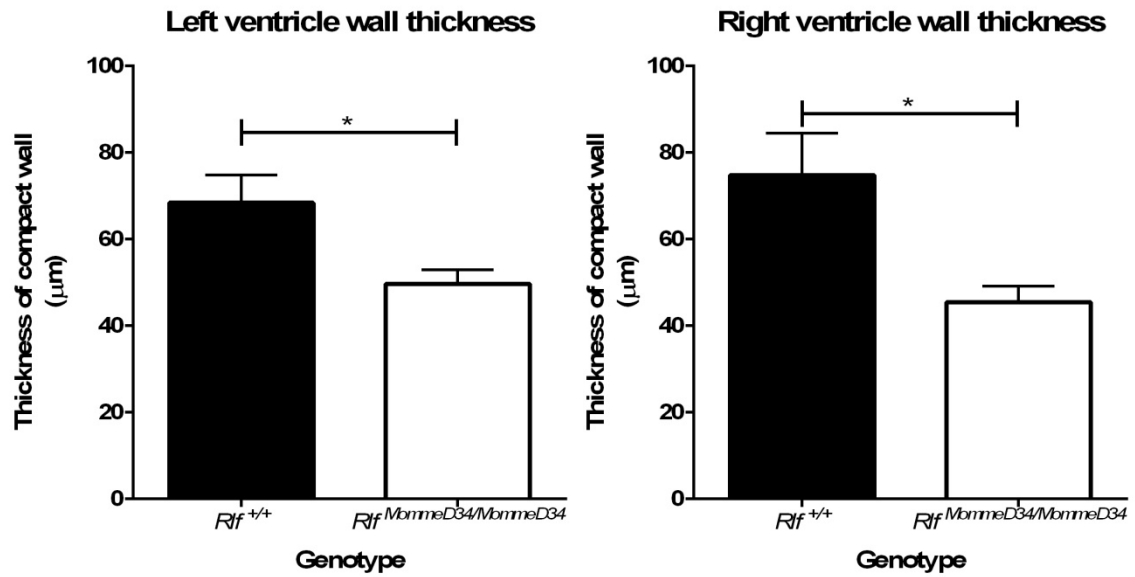 Left ventricle wall thickness
Thickness of compact wall
(μm)
100
80
60
40
20
0
*
Rlf +/+
Rlf MommeD34/MommeD34
Genotype
Right ventricle wall thickness
Thickness of compact wall
(μm)
100
80
60
40
20
0
*
Rlf +/+
Rlf MommeD34/MommeD34
Genotype